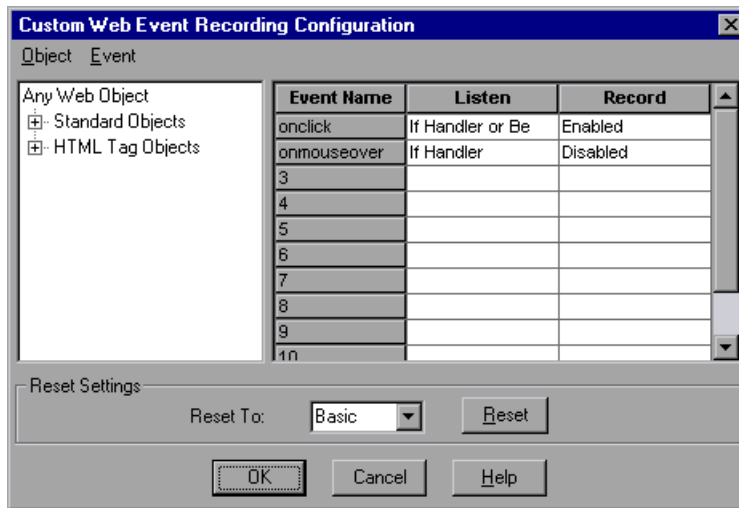 Custom Web Event Recording Configuration
Object Event
Any Web Object
Standard Objects
HTML Tag Objects
Event Name Listen Record
onclick If Handler or Be Enabled
onmouseover If Handler Disabled
3
4
5
6
7
8
9
10
Reset Settings
Reset To: Basic Reset
OK Cancel Help